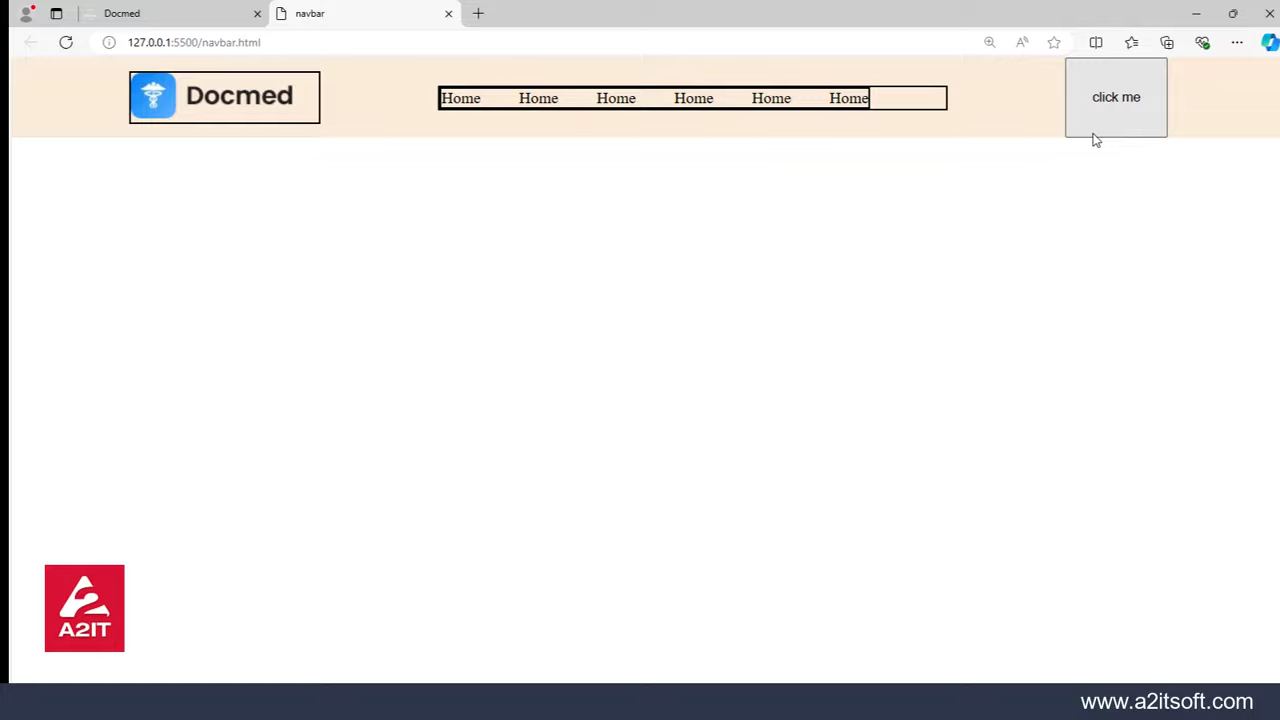 Docmed
navbar
127.0.0.1:5500/navbar.html
Docmed
Home Home Home Home Home Home
click me
A2IT
www.a2itsoft.com